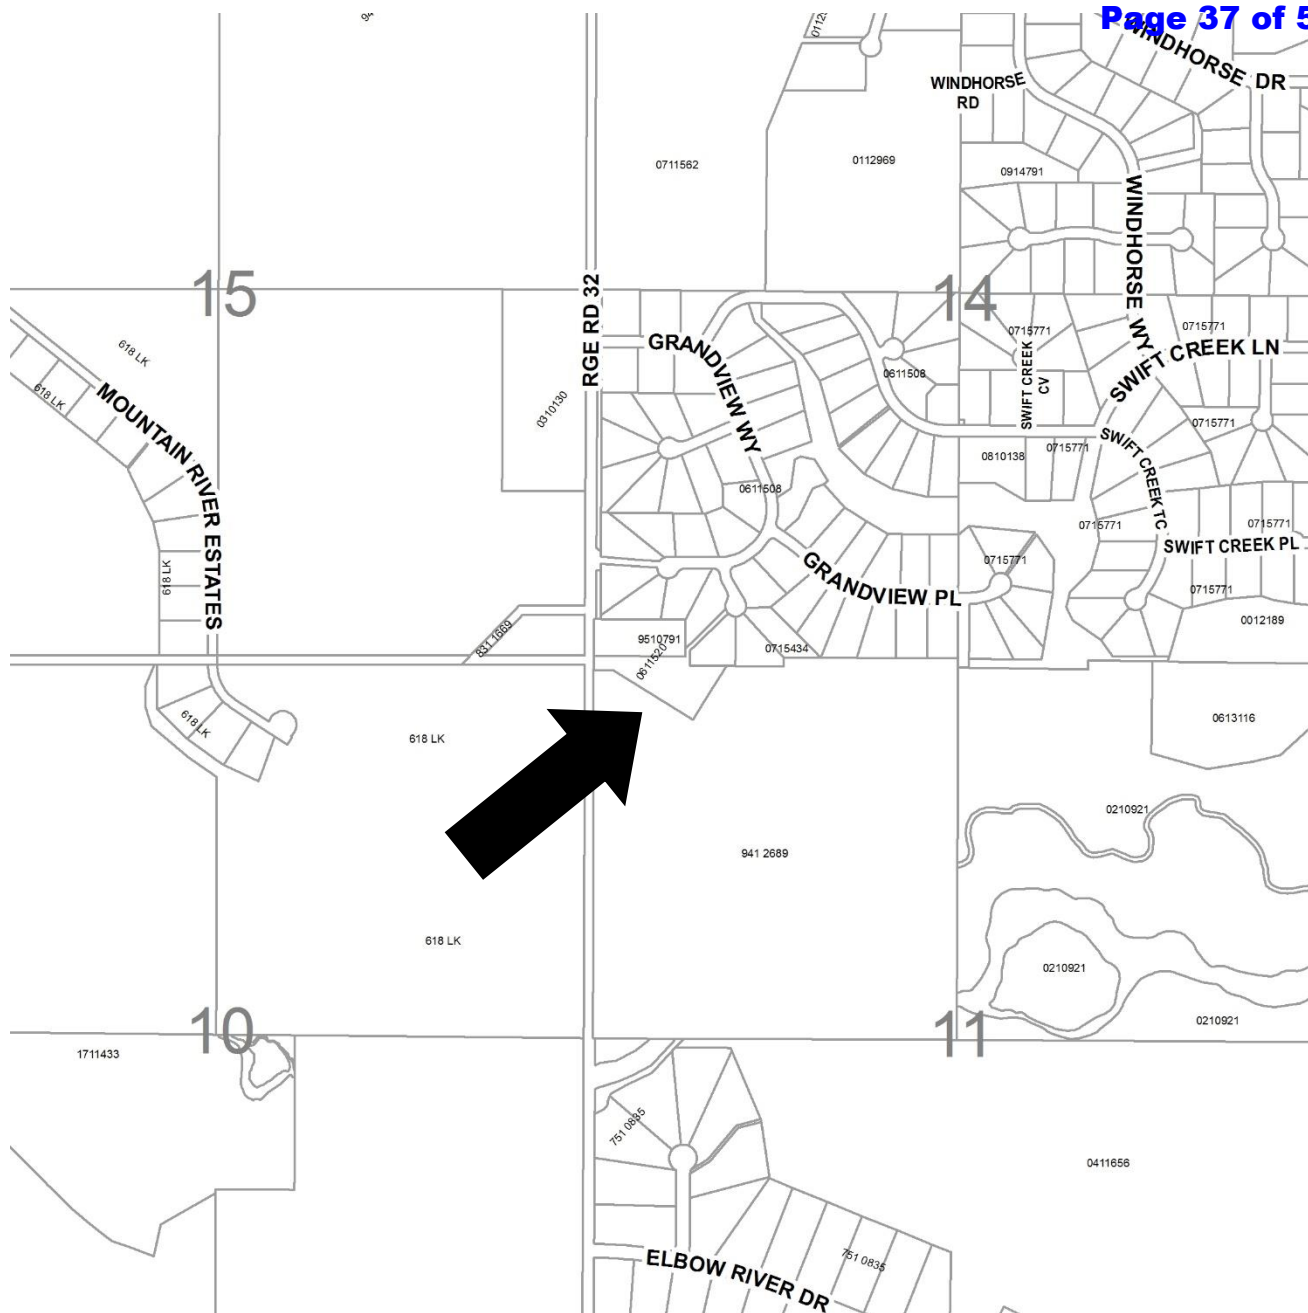 Page 37 of 5
WINDHORSE DR
WINDHORSE
RD
0711562
0112969
0914791
WINDHORSE WY
15
RGE RD 32
14
618 LK
618 LK
MOUNTAIN RIVER ESTATES
0310130
GRANDVIEW WY
0611508
0715771
SWIFT CREEK
CV
0715771
SWIFT CREEK LN
0715771
0810138
0715771
SWIFT CREEK TC
0611508
0715771
0715771
SWIFT CREEK PL
GRANDVIEW PL
0715771
0715771
618 LK
0012189
831 1669
9510791
0611520
0715434
618 LK
618 LK
0613116
0210921
941 2689
618 LK
0210921
0210921
10
11
1711433
751 0835
0411656
751 0835
ELBOW RIVER DR